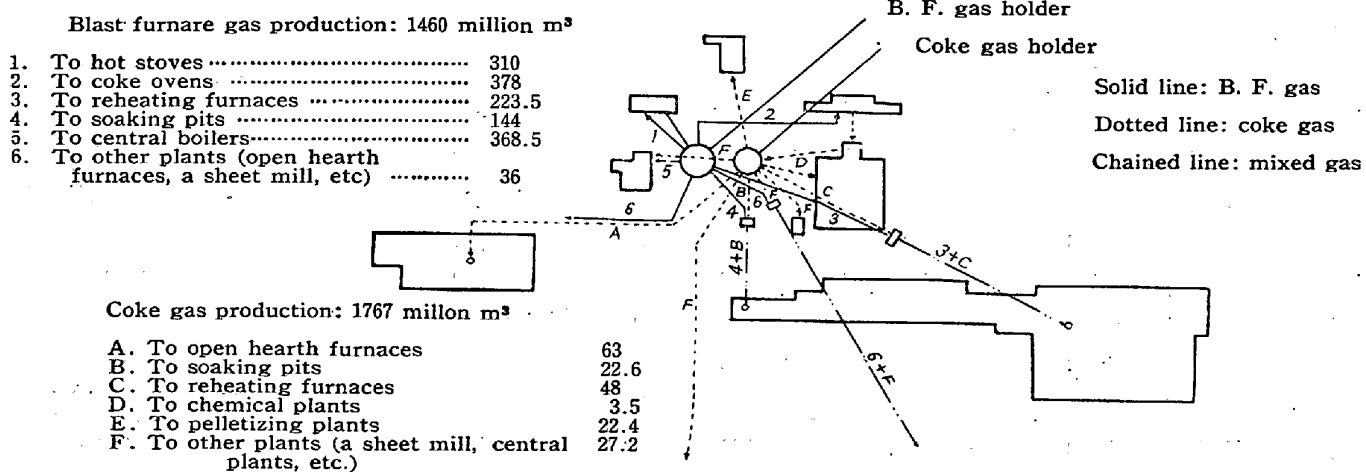 Blast furnare gas production: 1460 million m³
1. To hot stoves ................ 310
2. To coke ovens ................ 378
3. To reheating furnaces ................ 223.5
4. To soaking pits ................ 144
5. To central boilers ................ 368.5
6. To other plants (open hearth
furnaces, a sheet mill, etc) ............ 36
B. F. gas holder
Coke gas holder
Solid line: B. F. gas
Dotted line: coke gas
Chained line: mixed gas
E
2
1
F
D
5
B
6
F
C
4
F
3
6
A
4+B
3+C
F
6+F
Coke gas production: 1767 millon m³
A. To open hearth furnaces 63
B. To soaking pits 22.6
C. To reheating furnaces 48
D. To chemical plants 3.5
E. To pelletizing plants 22.4
F. To other plants (a sheet mill, central 27.2
plants, etc.)